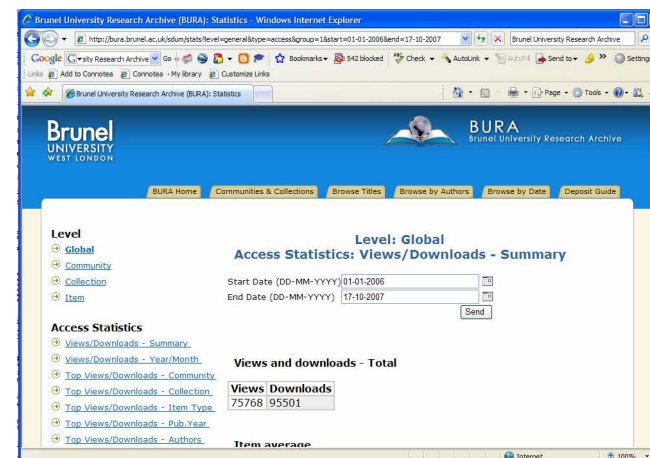 Brunel University Research Archive (BURA): Statistics - Windows Internet Explorer
http://bura.brunel.ac.uk/sdum/stats?level=general&type=access&group=1&start=01-01-2006&end=17-10-2007
Brunel University Research Archive
Google
sity Research Archive
Go
Bookmarks
542 blocked
Check
AutoLink
AutoFill
Send to
Settings
Links
Add to Connotea
Connotea - My library
Customize Links
Brunel University Research Archive (BURA): Statistics
Page
Tools
Brunel
UNIVERSITY
WEST LONDON
BURA
Brunel University Research Archive
BURA Home
Communities & Collections
Browse Titles
Browse by Authors
Browse by Date
Deposit Guide
Level
Global
Community
Collection
Item
Access Statistics
Views/Downloads - Summary
Views/Downloads - Year/Month
Top Views/Downloads - Community
Top Views/Downloads - Collection
Top Views/Downloads - Item Type
Top Views/Downloads - Pub.Year
Top Views/Downloads - Authors
Level: Global
Access Statistics: Views/Downloads - Summary
Start Date (DD-MM-YYYY) 01-01-2006
End Date (DD-MM-YYYY) 17-10-2007
Send
Views and downloads - Total
Views Downloads
75768 95501
Item average
Internet
100%